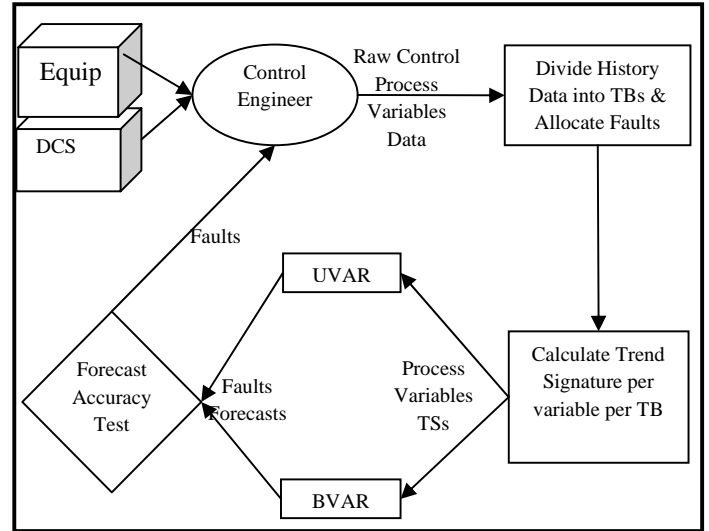 Equip
DCS
Control
Engineer
Raw Control
Process
Variables
Data
Divide History
Data into TBs &
Allocate Faults
Faults
UVAR
Forecast
Accuracy
Test
Faults
Forecasts
Process
Variables
TSs
Calculate Trend
Signature per
variable per TB
BVAR